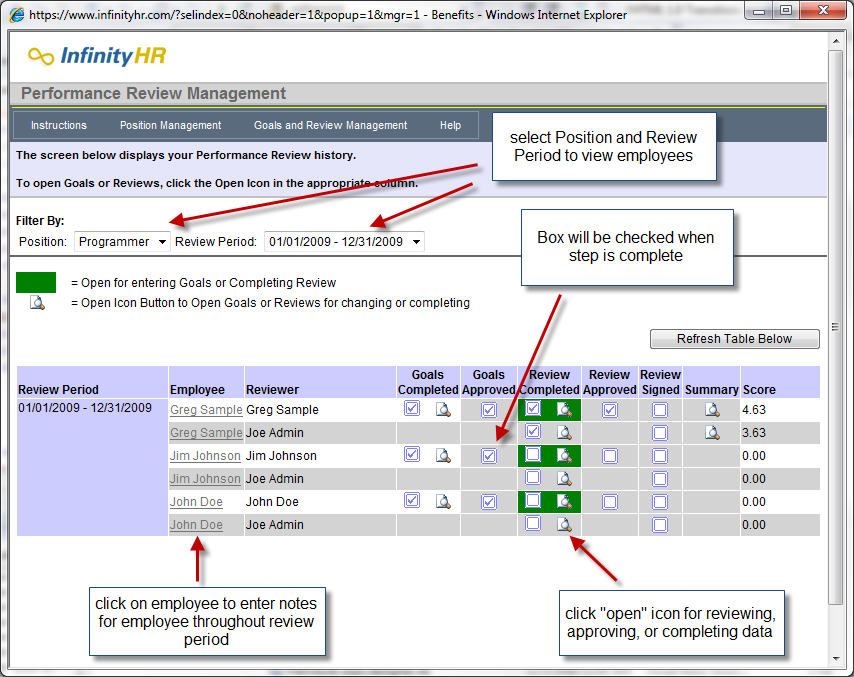 https://www.infinityhr.com/?selindex=0&noheader=1&popup=1&mgr=1 - Benefits - Windows Internet Explorer
InfinityHR
Performance Review Management
Instructions Position Management Goals and Review Management Help
select Position and Review
Period to view employees
The screen below displays your Performance Review history.
To open Goals or Reviews, click the Open Icon in the appropriate column.
Filter By:
Position: Programmer Review Period: 01/01/2009 - 12/31/2009
Box will be checked when
step is complete
= Open for entering Goals or Completing Review
= Open Icon Button to Open Goals or Reviews for changing or completing
Refresh Table Below
Goals Goals Review Review Review
Review Period Employee Reviewer Completed Approved Completed Approved Signed Summary Score
01/01/2009 - 12/31/2009 Greg Sample Greg Sample 4.63
Greg Sample Joe Admin 3.63
Jim Johnson Jim Johnson 0.00
Jim Johnson Joe Admin 0.00
John Doe John Doe 0.00
John Doe Joe Admin 0.00
click on employee to enter notes
for employee throughout review
period
click "open" icon for reviewing,
approving, or completing data